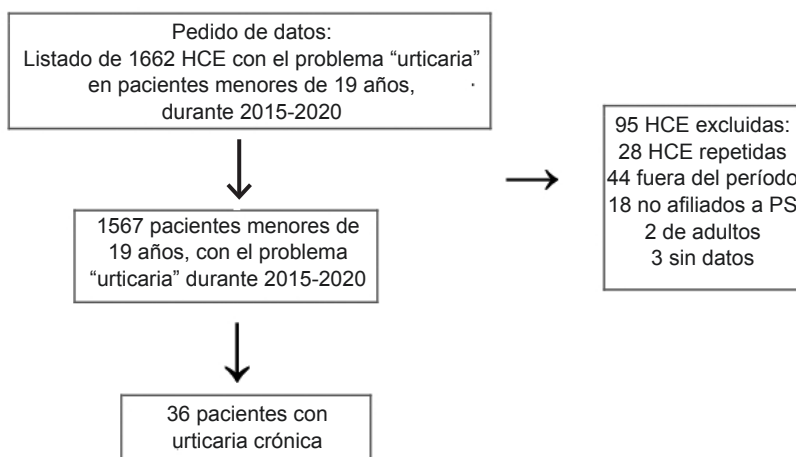 Pedido de datos:
Listado de 1662 HCE con el problema “urticaria”
en pacientes menores de 19 años,
durante 2015-2020
95 HCE excluidas:
28 HCE repetidas
44 fuera del período
18 no afiliados a PS
2 de adultos
3 sin datos
1567 pacientes menores de
19 años, con el problema
“urticaria” durante 2015-2020
36 pacientes con
urticaria crónica